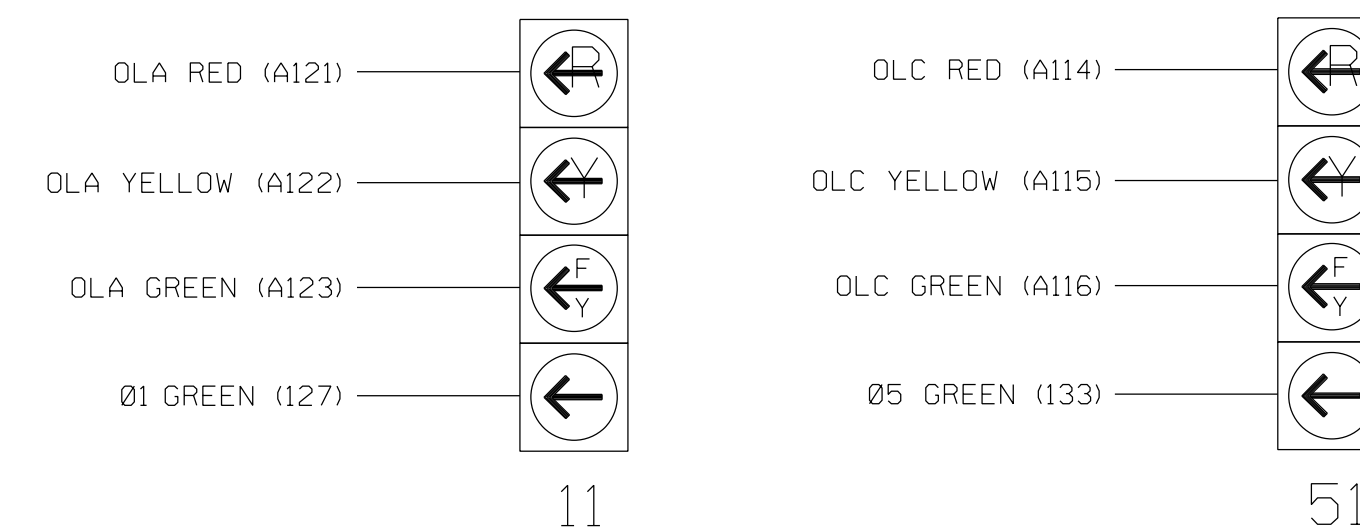 OLA RED (A121)
R
OLA YELLOW (A122)
Y
OLA GREEN (A123)
F
Y
Ø1 GREEN (127)
11
OLC RED (A114)
R
OLC YELLOW (A115)
Y
OLC GREEN (A116)
F
Y
Ø5 GREEN (133)
51